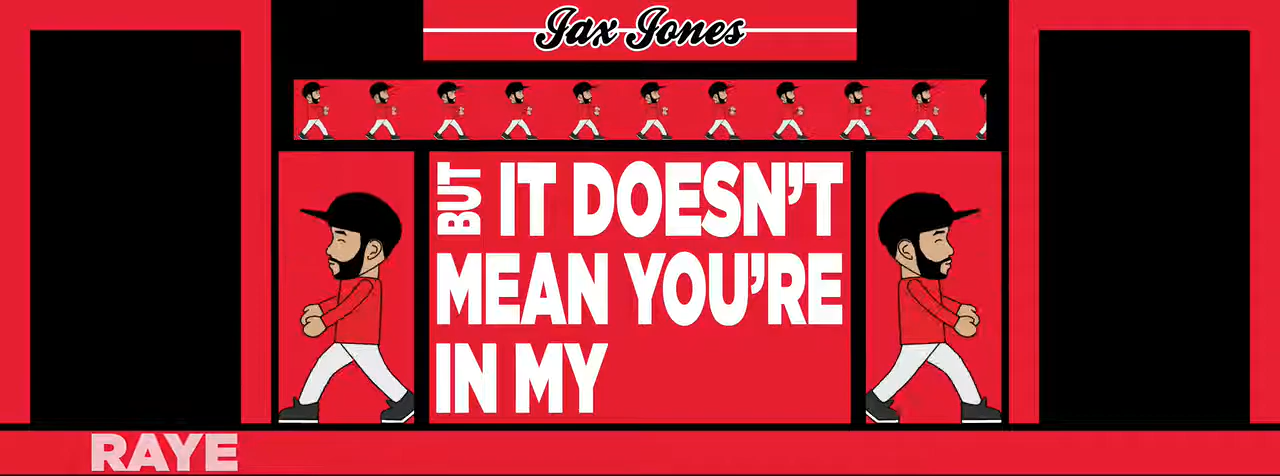 Jax Jones
BUT IT DOESN'T
MEAN YOU'RE
IN MY
RAYE